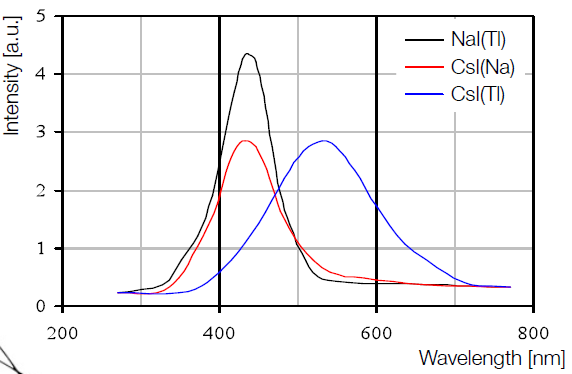 Intensity [a.u.]
5
4
3
2
1
0
NaI(Tl)
CsI(Na)
CsI(Tl)
200 400 600 800
Wavelength [nm]